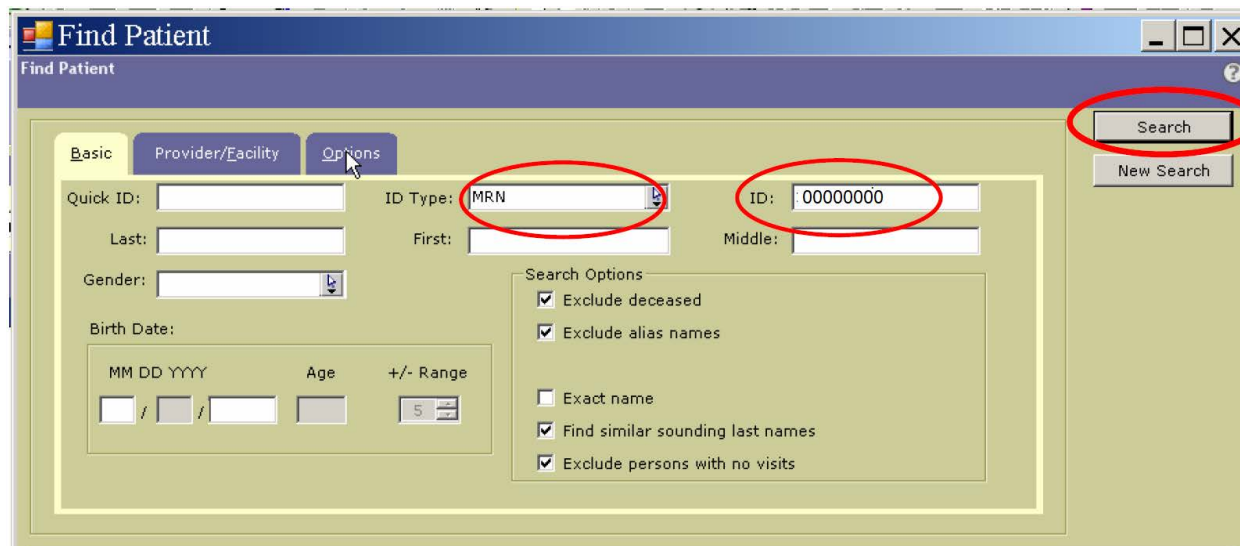 Find Patient
Find Patient
Search
Basic Provider/Facility Options
New Search
Quick ID: ID Type: MRN ID: 00000000
Last: First: Middle:
Gender: Search Options
Exclude deceased
Birth Date: Exclude alias names
MM DD YYYY Age +/- Range
/ / 5 Exact name
Find similar sounding last names
Exclude persons with no visits